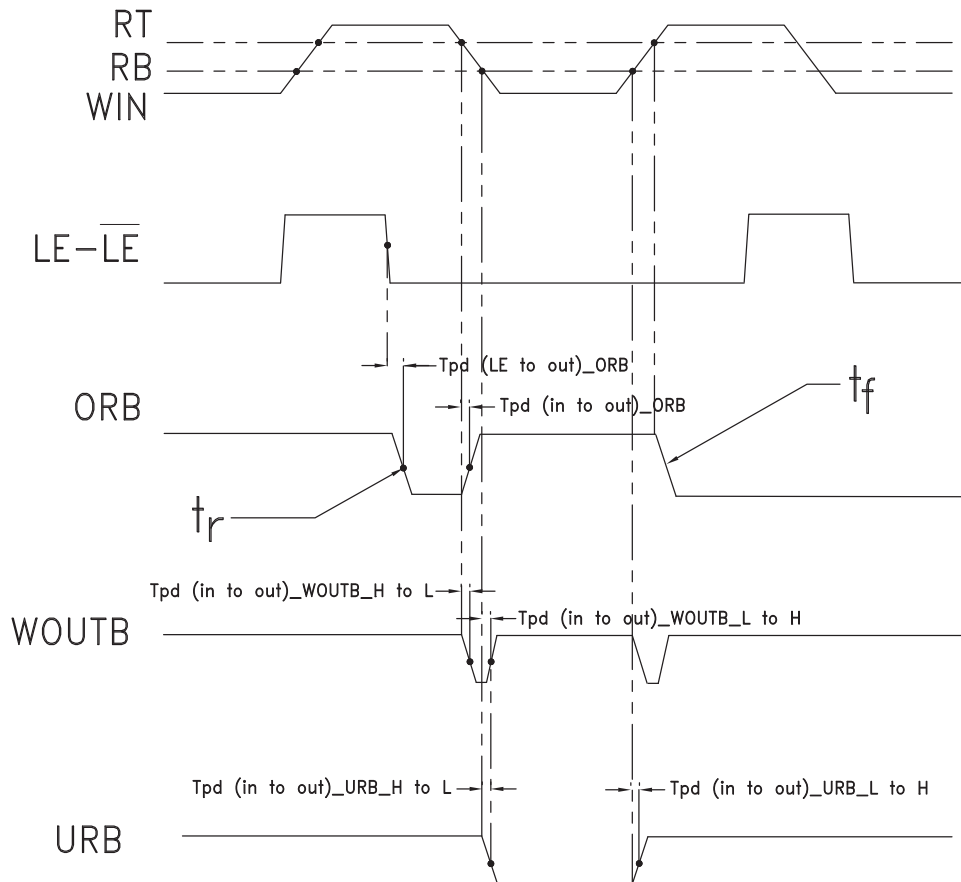 RT
RB
WIN
LE-L̅E̅
Tpd (LE to out)_ORB
ORB
Tpd (in to out)_ORB
tf
tr
Tpd (in to out)_WOUTB_H to L
WOUTB
Tpd (in to out)_WOUTB_L to H
Tpd (in to out)_URB_H to L
Tpd (in to out)_URB_L to H
URB